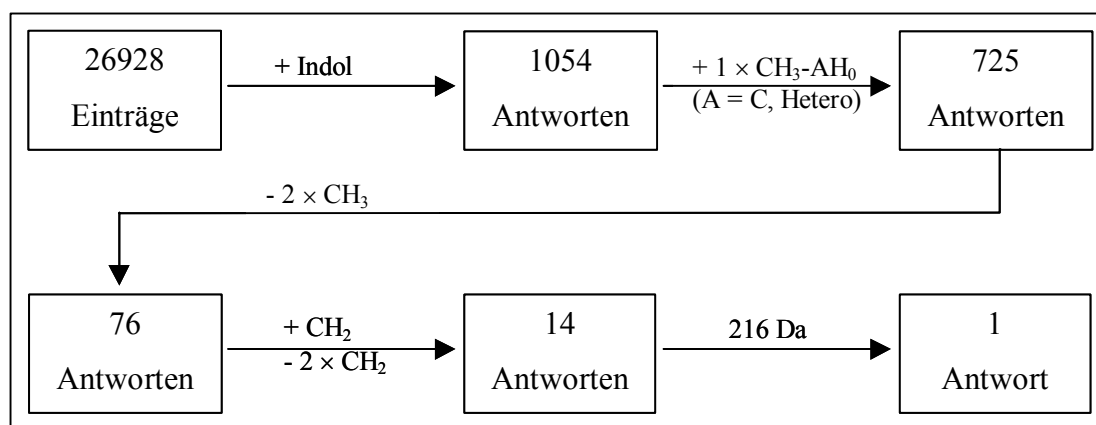 26928
Einträge
+ Indol
1054
Antworten
+ 1 × CH₃-AH₀
(A = C, Hetero)
725
Antworten
- 2 × CH₃
76
Antworten
+ CH₂
- 2 × CH₂
14
Antworten
216 Da
1
Antwort